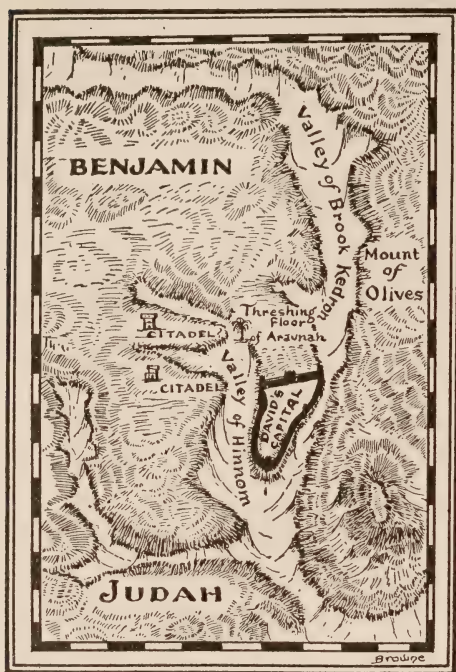 Valley of Brook Kedron
BENJAMIN
Mount
of
Olives
Threshing
Floor
of Araunah
CITADEL
CITADEL
Valley of Hinnom
DAVID'S
CAPITAL
JUDAH
Browne